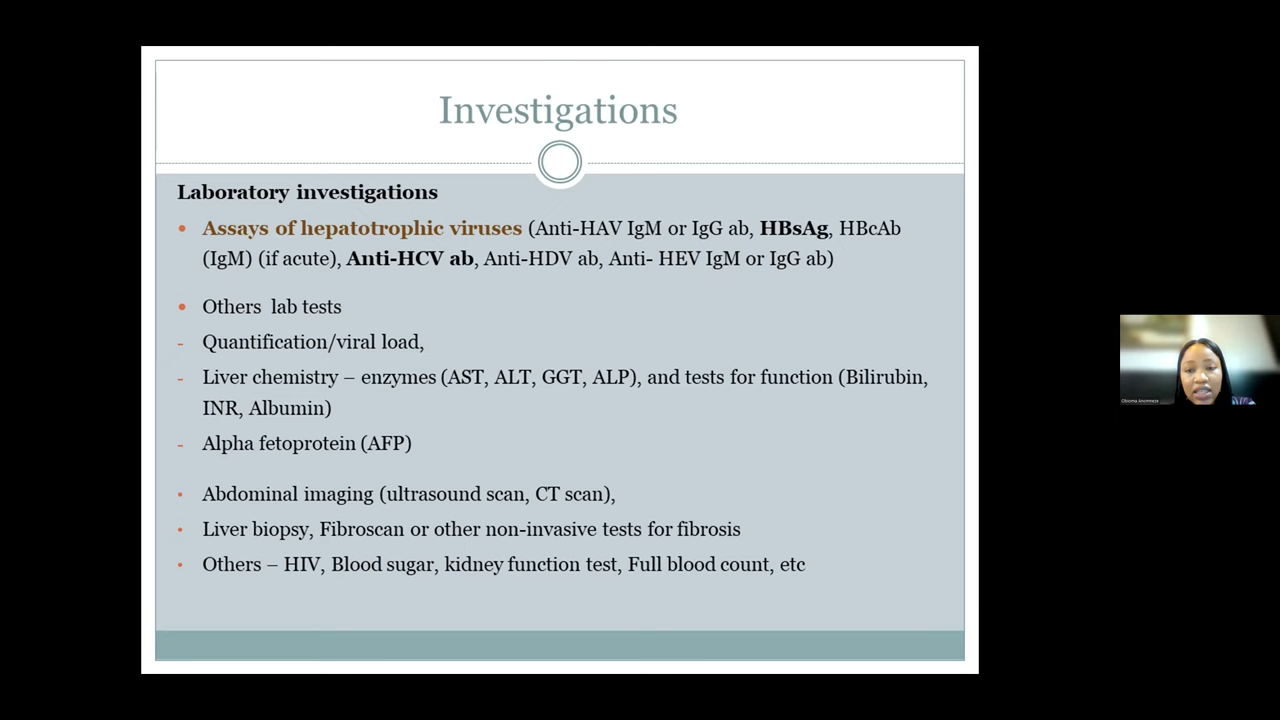 Investigations
Laboratory investigations
• Assays of hepatotrophic viruses (Anti-HAV IgM or IgG ab, HBsAg, HBcAb
(IgM) (if acute), Anti-HCV ab, Anti-HDV ab, Anti- HEV IgM or IgG ab)
• Others lab tests
- Quantification/viral load,
- Liver chemistry – enzymes (AST, ALT, GGT, ALP), and tests for function (Bilirubin,
INR, Albumin)
- Alpha fetoprotein (AFP)
• Abdominal imaging (ultrasound scan, CT scan),
• Liver biopsy, Fibroscan or other non-invasive tests for fibrosis
• Others – HIV, Blood sugar, kidney function test, Full blood count, etc